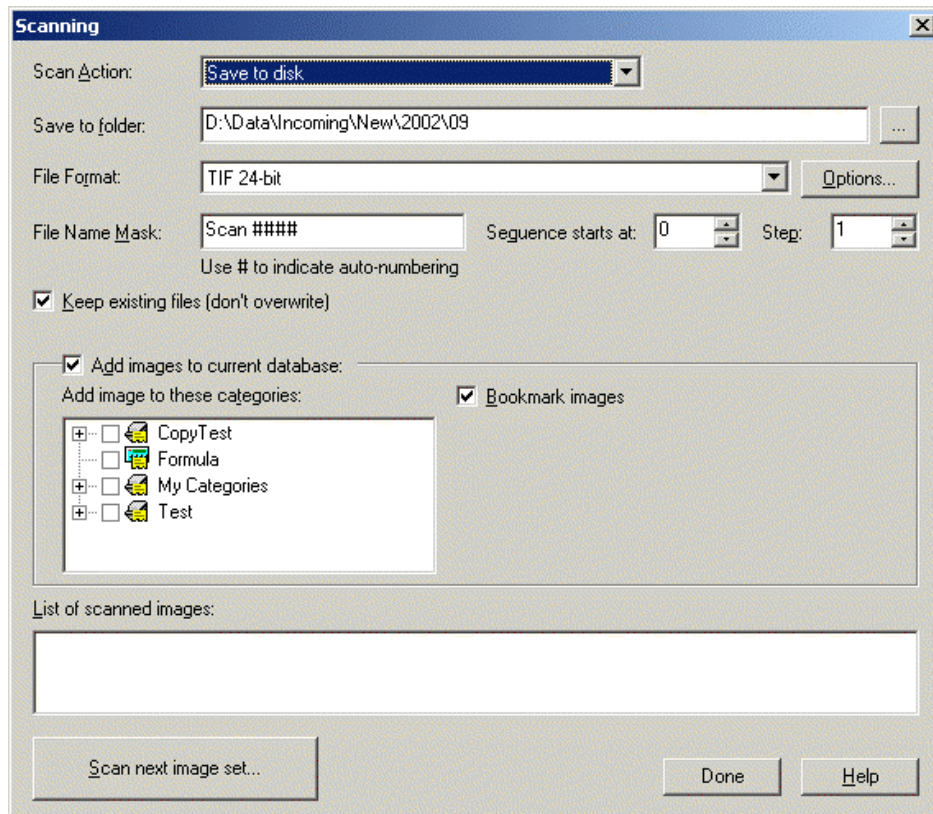 Scanning
Scan Action: Save to disk
Save to folder: D:\Data\Incoming\New\2002\09 ...
File Format: TIF 24-bit Options...
File Name Mask: Scan #### Sequence starts at: 0 Step: 1
Use # to indicate auto-numbering
Keep existing files (don't overwrite)
Add images to current database:
Add image to these categories: Bookmark images
CopyTest
Formula
My Categories
Test
List of scanned images:
Scan next image set... Done Help